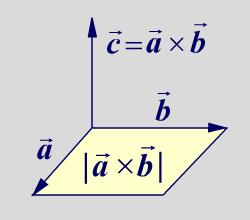 c⃗ = a⃗ × b⃗
b⃗
a⃗
|a⃗ × b⃗|